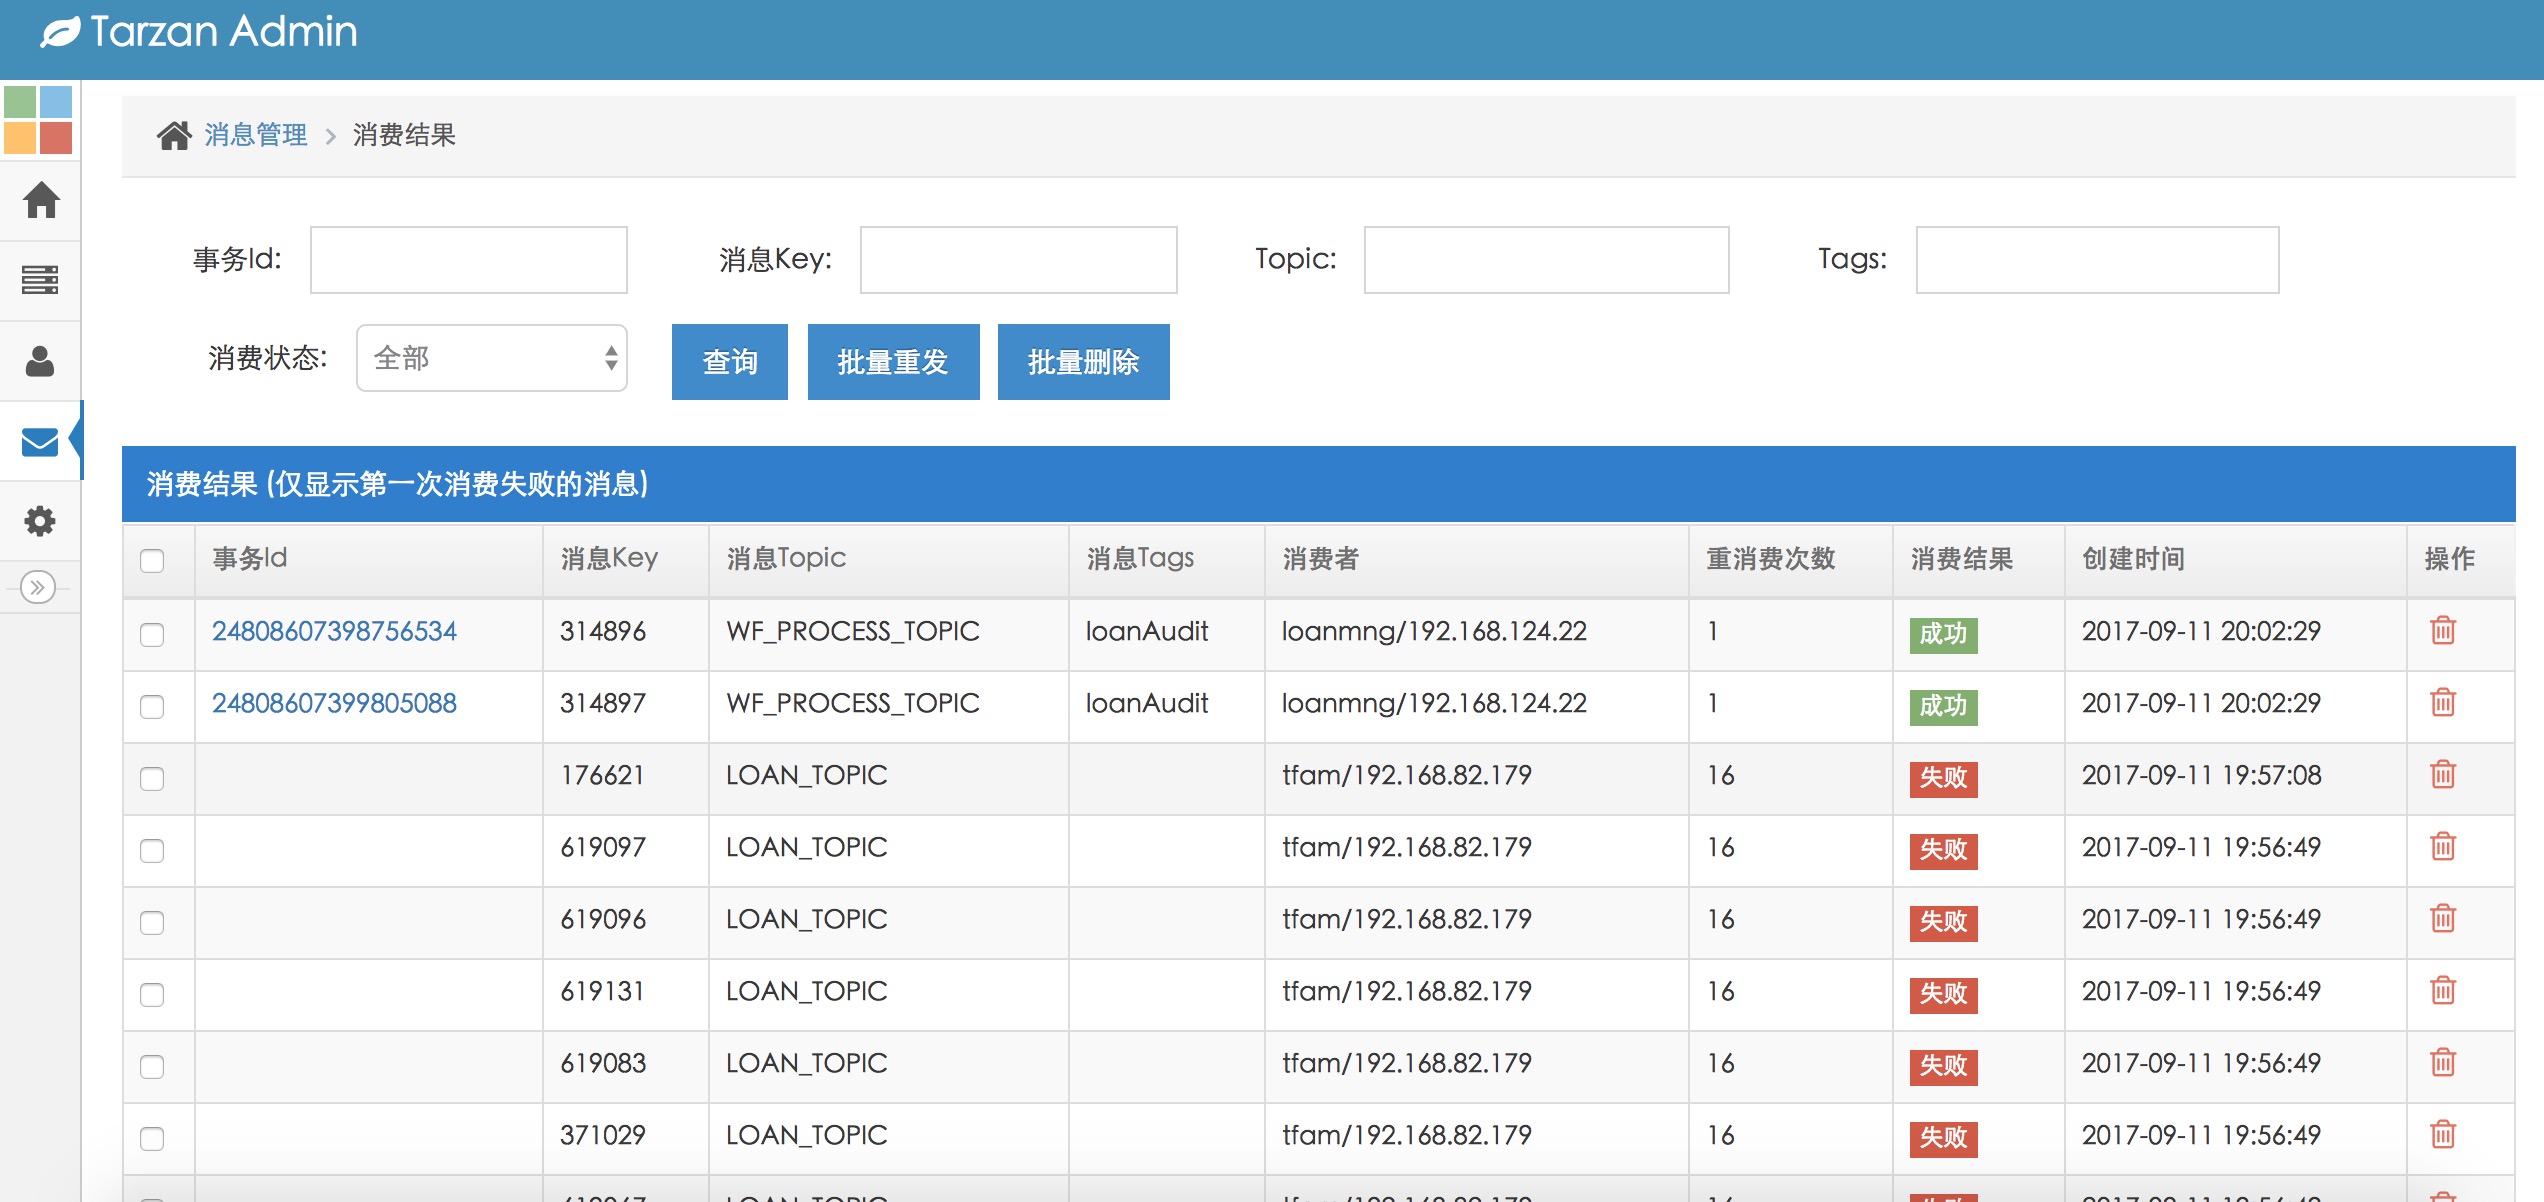 Tarzan Admin
消息管理 消费结果
事务Id: 消息Key: Topic: Tags:
消费状态: 全部 查询 批量重发 批量删除
消费结果 (仅显示第一次消费失败的消息)
事务Id 消息Key 消息Topic 消息Tags 消费者 重消费次数 消费结果 创建时间 操作
24808607398756534 314896 WF_PROCESS_TOPIC loanAudit loanmng/192.168.124.22 1 成功 2017-09-11 20:02:29
24808607399805088 314897 WF_PROCESS_TOPIC loanAudit loanmng/192.168.124.22 1 成功 2017-09-11 20:02:29
176621 LOAN_TOPIC tfam/192.168.82.179 16 失败 2017-09-11 19:57:08
619097 LOAN_TOPIC tfam/192.168.82.179 16 失败 2017-09-11 19:56:49
619096 LOAN_TOPIC tfam/192.168.82.179 16 失败 2017-09-11 19:56:49
619131 LOAN_TOPIC tfam/192.168.82.179 16 失败 2017-09-11 19:56:49
619083 LOAN_TOPIC tfam/192.168.82.179 16 失败 2017-09-11 19:56:49
371029 LOAN_TOPIC tfam/192.168.82.179 16 失败 2017-09-11 19:56:49